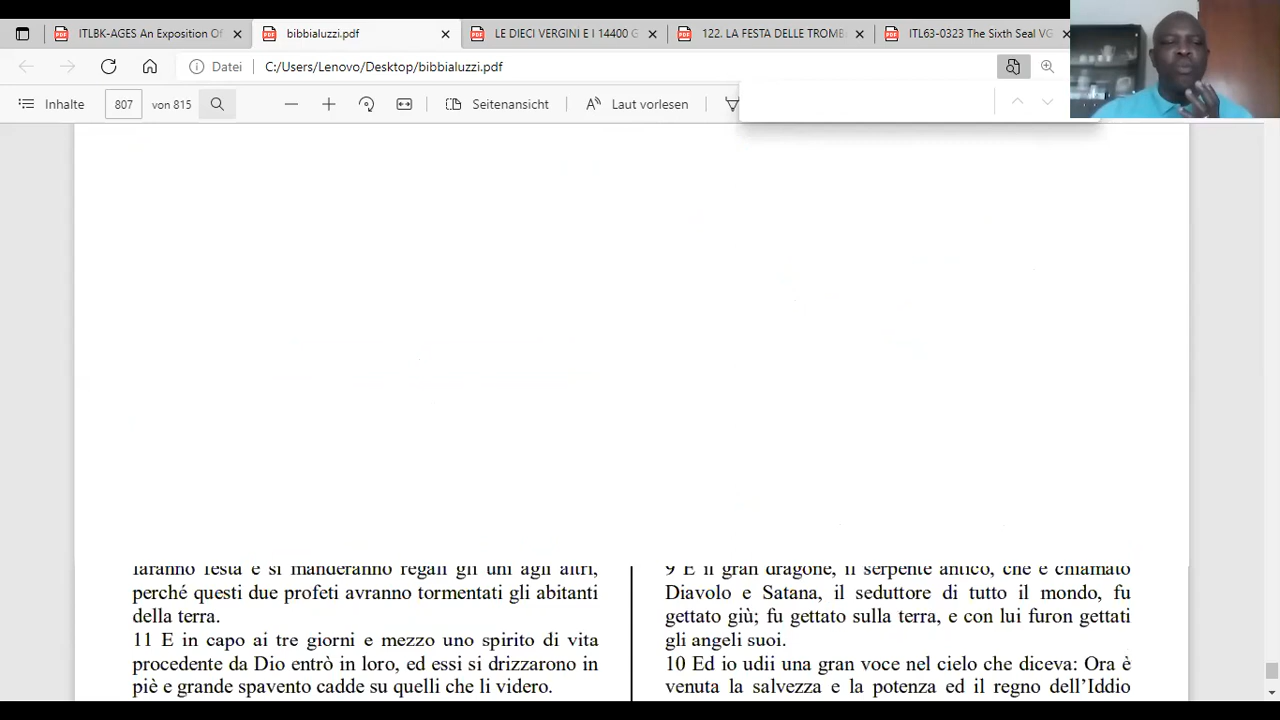 ITLBK-AGES An Exposition Of
bibbialuzzi.pdf
LE DIECI VERGINI E I 14400 G
122. LA FESTA DELLE TROMB
ITL63-0323 The Sixth Seal VG
Datei
C:/Users/Lenovo/Desktop/bibbialuzzi.pdf
Inhalte
807
von 815
Seitenansicht
Laut vorlesen
faranno festa e si manderanno regali gli uni agli altri,
perché questi due profeti avranno tormentati gli abitanti
della terra.
11 E in capo ai tre giorni e mezzo uno spirito di vita
procedente da Dio entrò in loro, ed essi si drizzarono in
piè e grande spavento cadde su quelli che li videro.
9 E il gran dragone, il serpente antico, che è chiamato
Diavolo e Satana, il seduttore di tutto il mondo, fu
gettato giù; fu gettato sulla terra, e con lui furon gettati
gli angeli suoi.
10 Ed io udii una gran voce nel cielo che diceva: Ora è
venuta la salvezza e la potenza ed il regno dell'Iddio